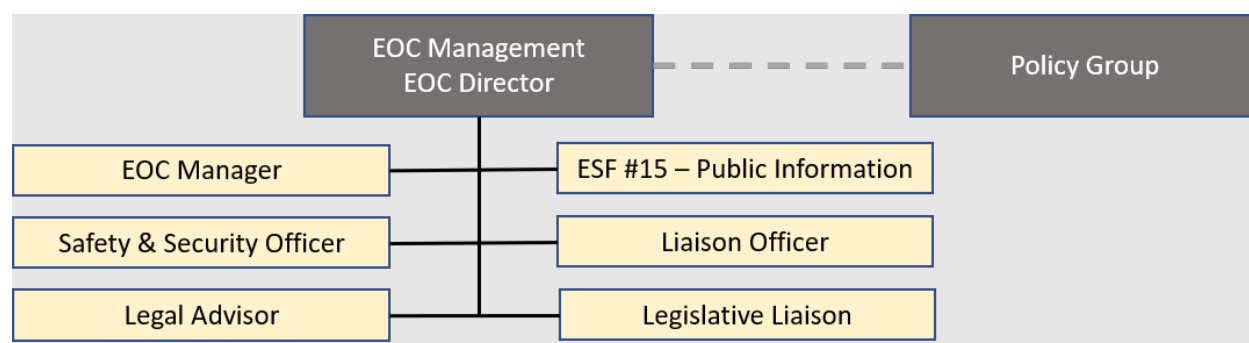 EOC Management
EOC Director
Policy Group
EOC Manager
ESF #15 – Public Information
Safety & Security Officer
Liaison Officer
Legal Advisor
Legislative Liaison